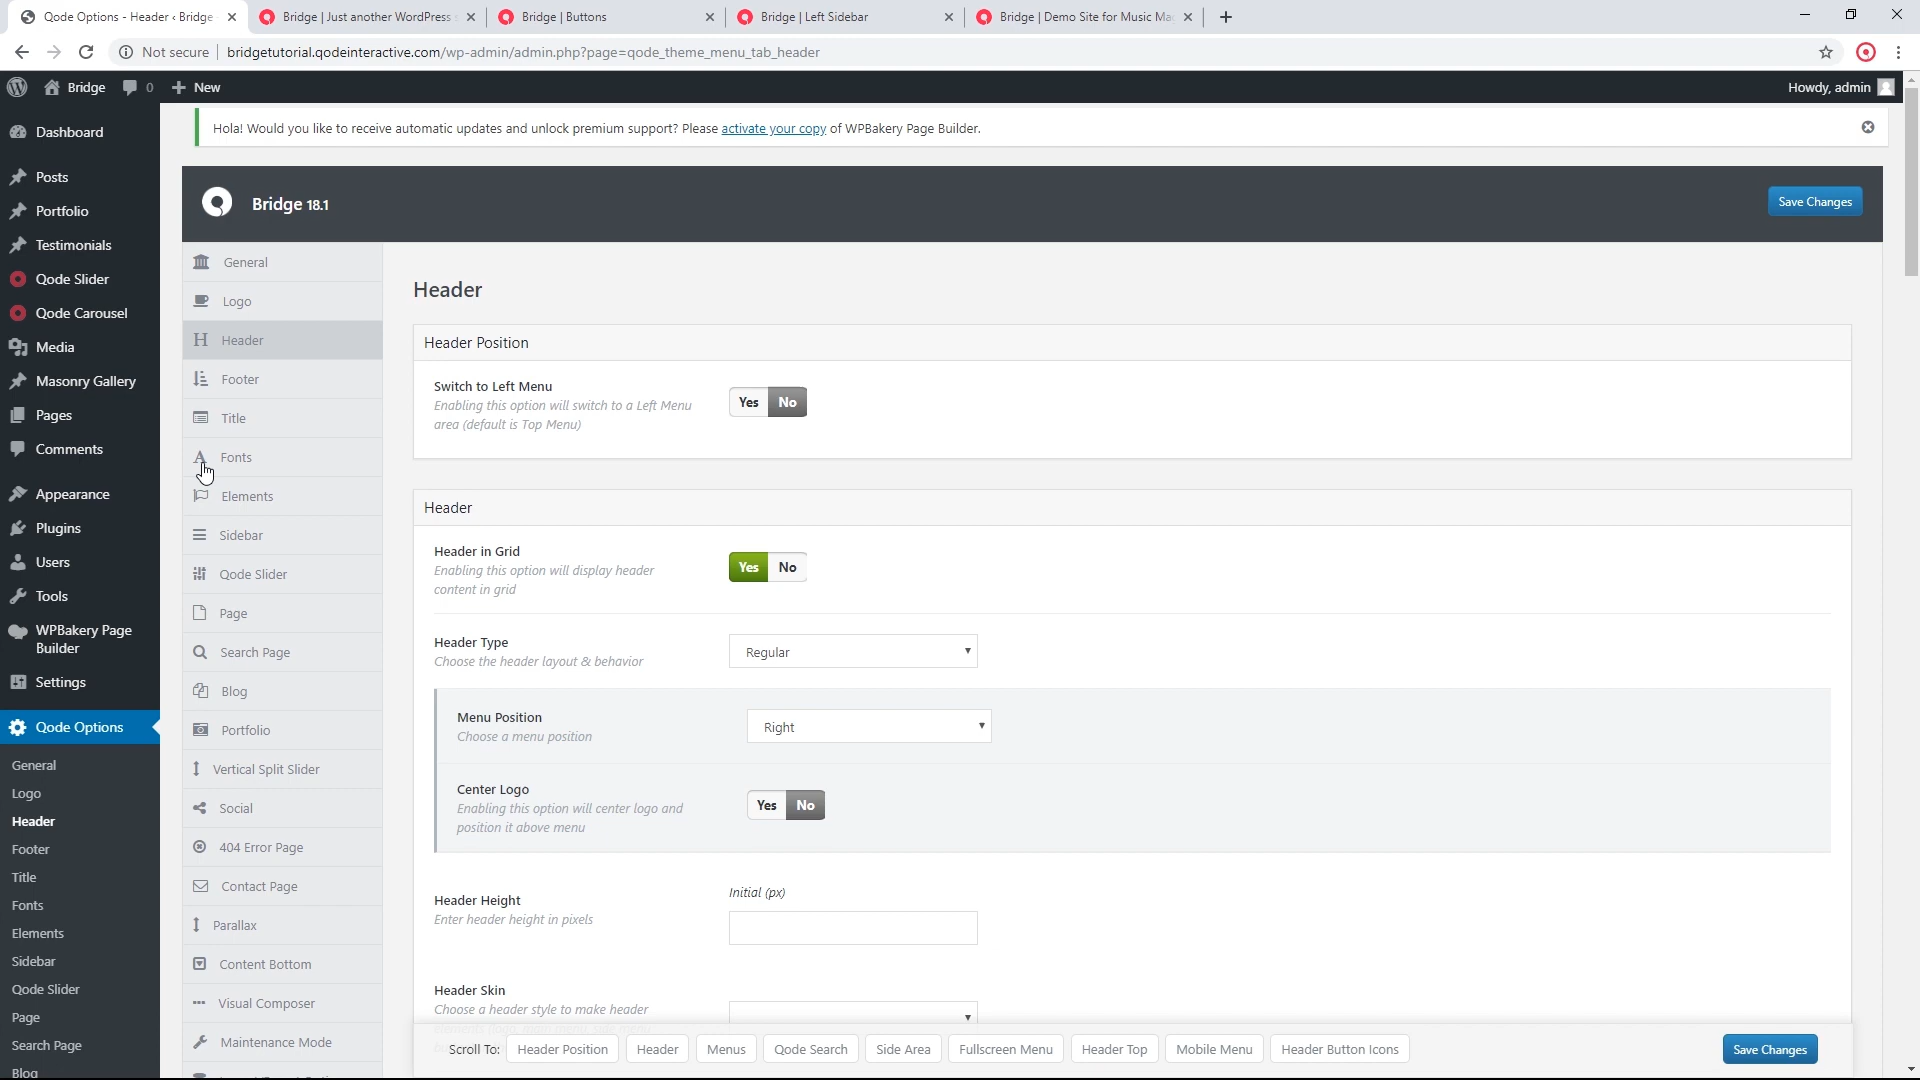 Qode Options - Header ‹ Bridge
Bridge | Just another WordPress s
Bridge | Buttons
Bridge | Left Sidebar
Bridge | Demo Site for Music Ma
Not secure
bridgetutorial.qodeinteractive.com/wp-admin/admin.php?page=qode_theme_menu_tab_header
Bridge
0
New
Howdy, admin
Dashboard
Posts
Portfolio
Testimonials
Qode Slider
Qode Carousel
Media
Masonry Gallery
Pages
Comments
Appearance
Plugins
Users
Tools
WPBakery Page
Builder
Settings
Qode Options
General
Logo
Header
Footer
Title
Fonts
Elements
Sidebar
Qode Slider
Page
Search Page
Blog
Hola! Would you like to receive automatic updates and unlock premium support? Please activate your copy of WPBakery Page Builder.
Bridge 18.1
Save Changes
General
Logo
Header
Footer
Title
Fonts
Elements
Sidebar
Qode Slider
Page
Search Page
Blog
Portfolio
Vertical Split Slider
Social
404 Error Page
Contact Page
Parallax
Content Bottom
Visual Composer
Maintenance Mode
Header
Header Position
Switch to Left Menu
Enabling this option will switch to a Left Menu
area (default is Top Menu)
Yes No
Header
Header in Grid
Enabling this option will display header
content in grid
Yes No
Header Type
Choose the header layout & behavior
Regular
Menu Position
Choose a menu position
Right
Center Logo
Enabling this option will center logo and
position it above menu
Yes No
Header Height
Enter header height in pixels
Initial (px)
Header Skin
Choose a header style to make header
Scroll To:
Header Position
Header
Menus
Qode Search
Side Area
Fullscreen Menu
Header Top
Mobile Menu
Header Button Icons
Save Changes